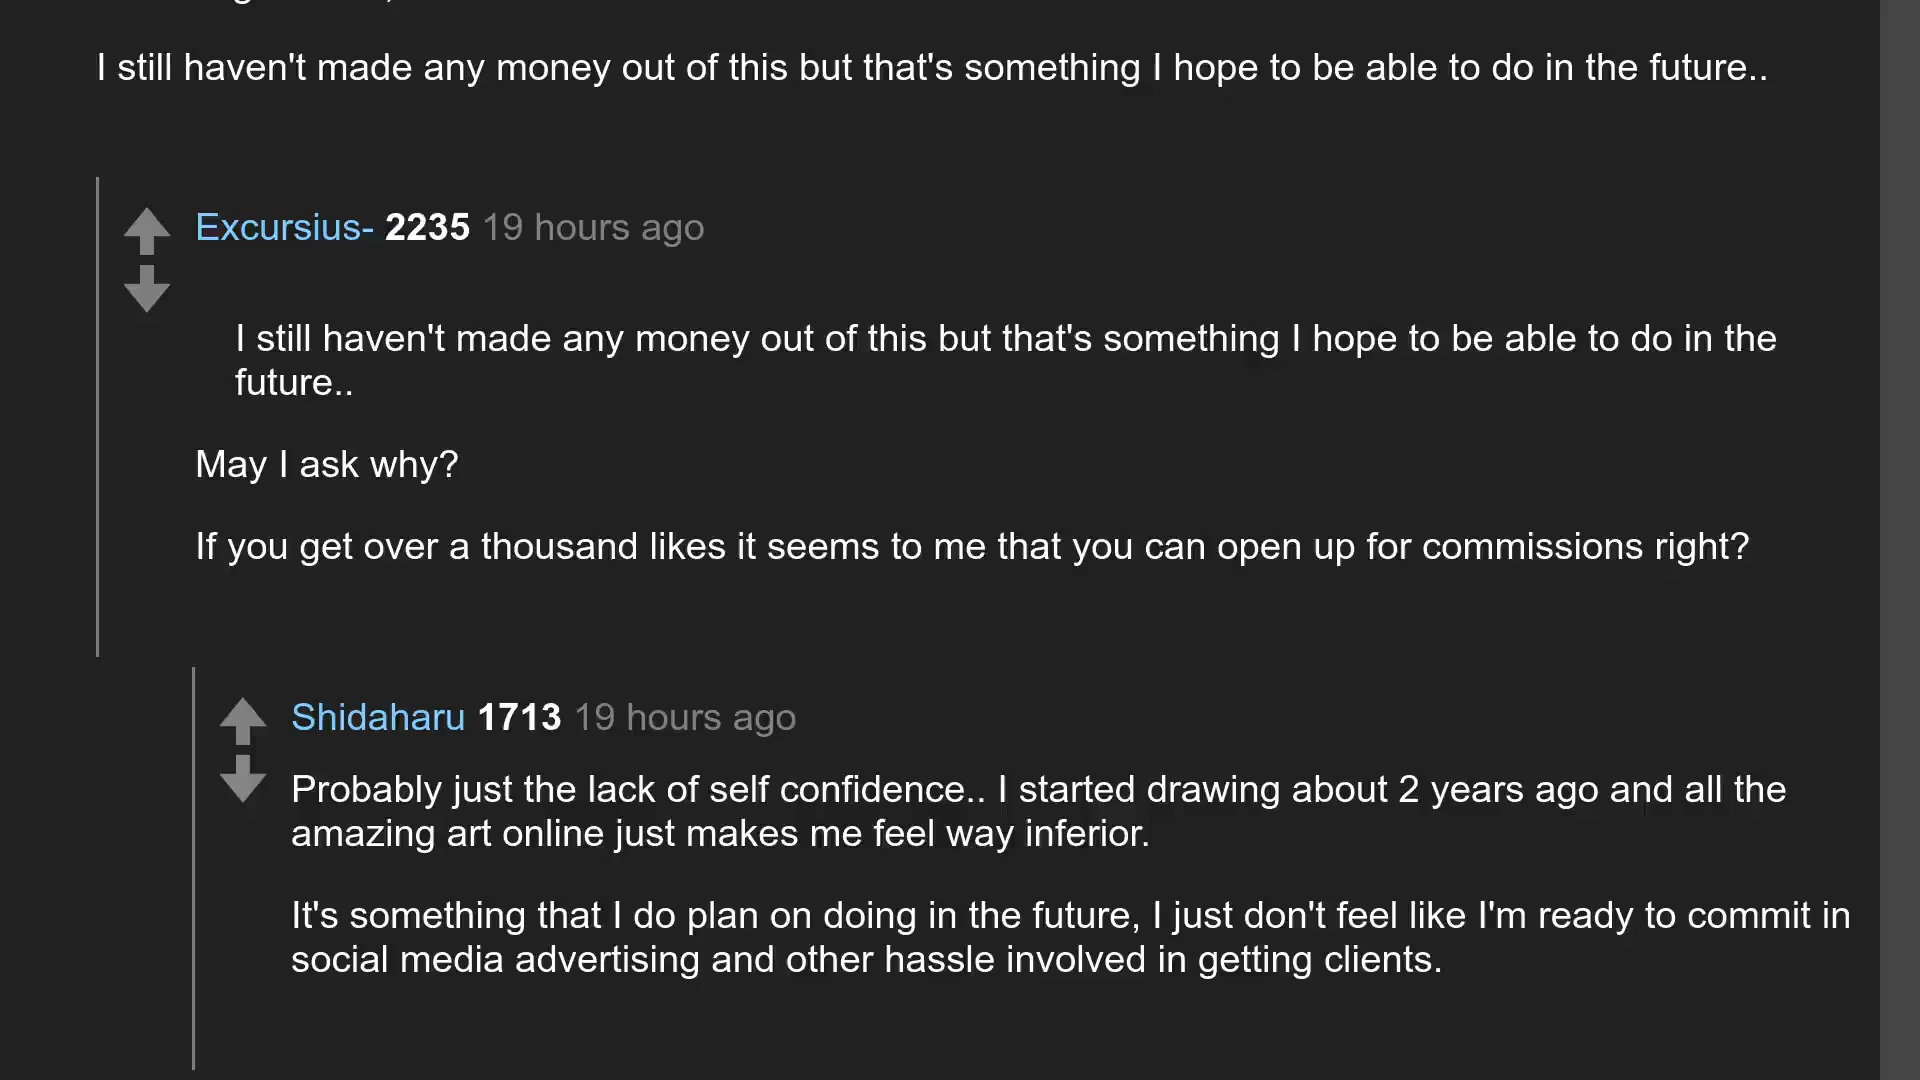 I still haven't made any money out of this but that's something I hope to be able to do in the future..
Excursius- 2235 19 hours ago
I still haven't made any money out of this but that's something I hope to be able to do in the
future..
May I ask why?
If you get over a thousand likes it seems to me that you can open up for commissions right?
Shidaharu 1713 19 hours ago
Probably just the lack of self confidence.. I started drawing about 2 years ago and all the
amazing art online just makes me feel way inferior.
It's something that I do plan on doing in the future, I just don't feel like I'm ready to commit in
social media advertising and other hassle involved in getting clients.